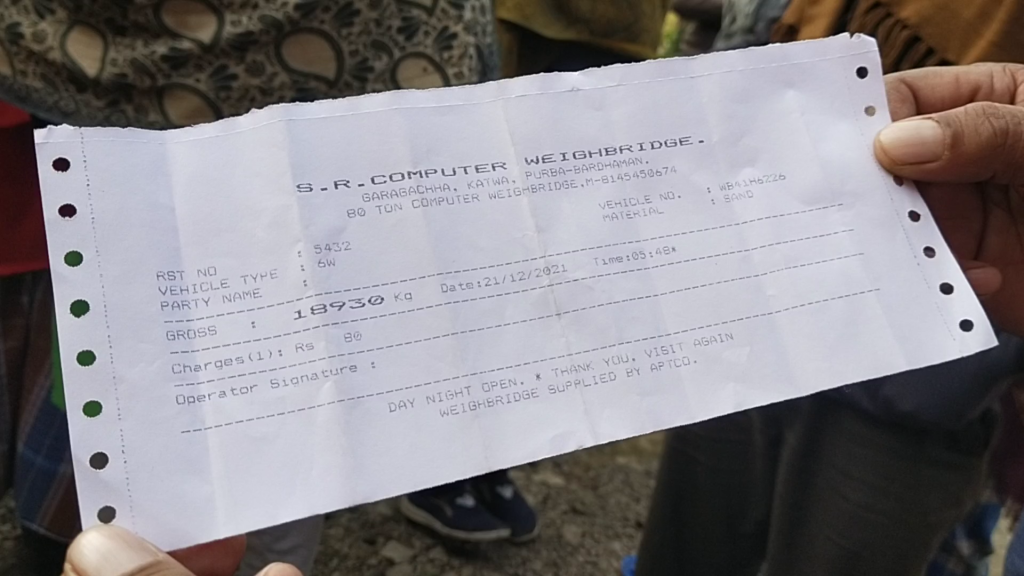 S.R.COMPUTER WEIGHBRIDGE.
GARAGACHHA, KATWA, PURBA-BARDHAMAN.
80 TON COMPUTER WEIGHBRIDGE.M-8145450674
RST NO : 5432 VEHICLE NO. : WB41H6226
VEHICLE TYPE : 6W MATERIAL : SAND
PARTY NAME :
GROSS : 18930 Kg Date:21/12/2021 Time:05:48*
Charges(1): Rs 80
Operator Signature :
DAY NIGHT OPEN. * THANK YOU, VISIT AGAIN
WEIGHBRIDGE SUPPLIED BY APTCO.